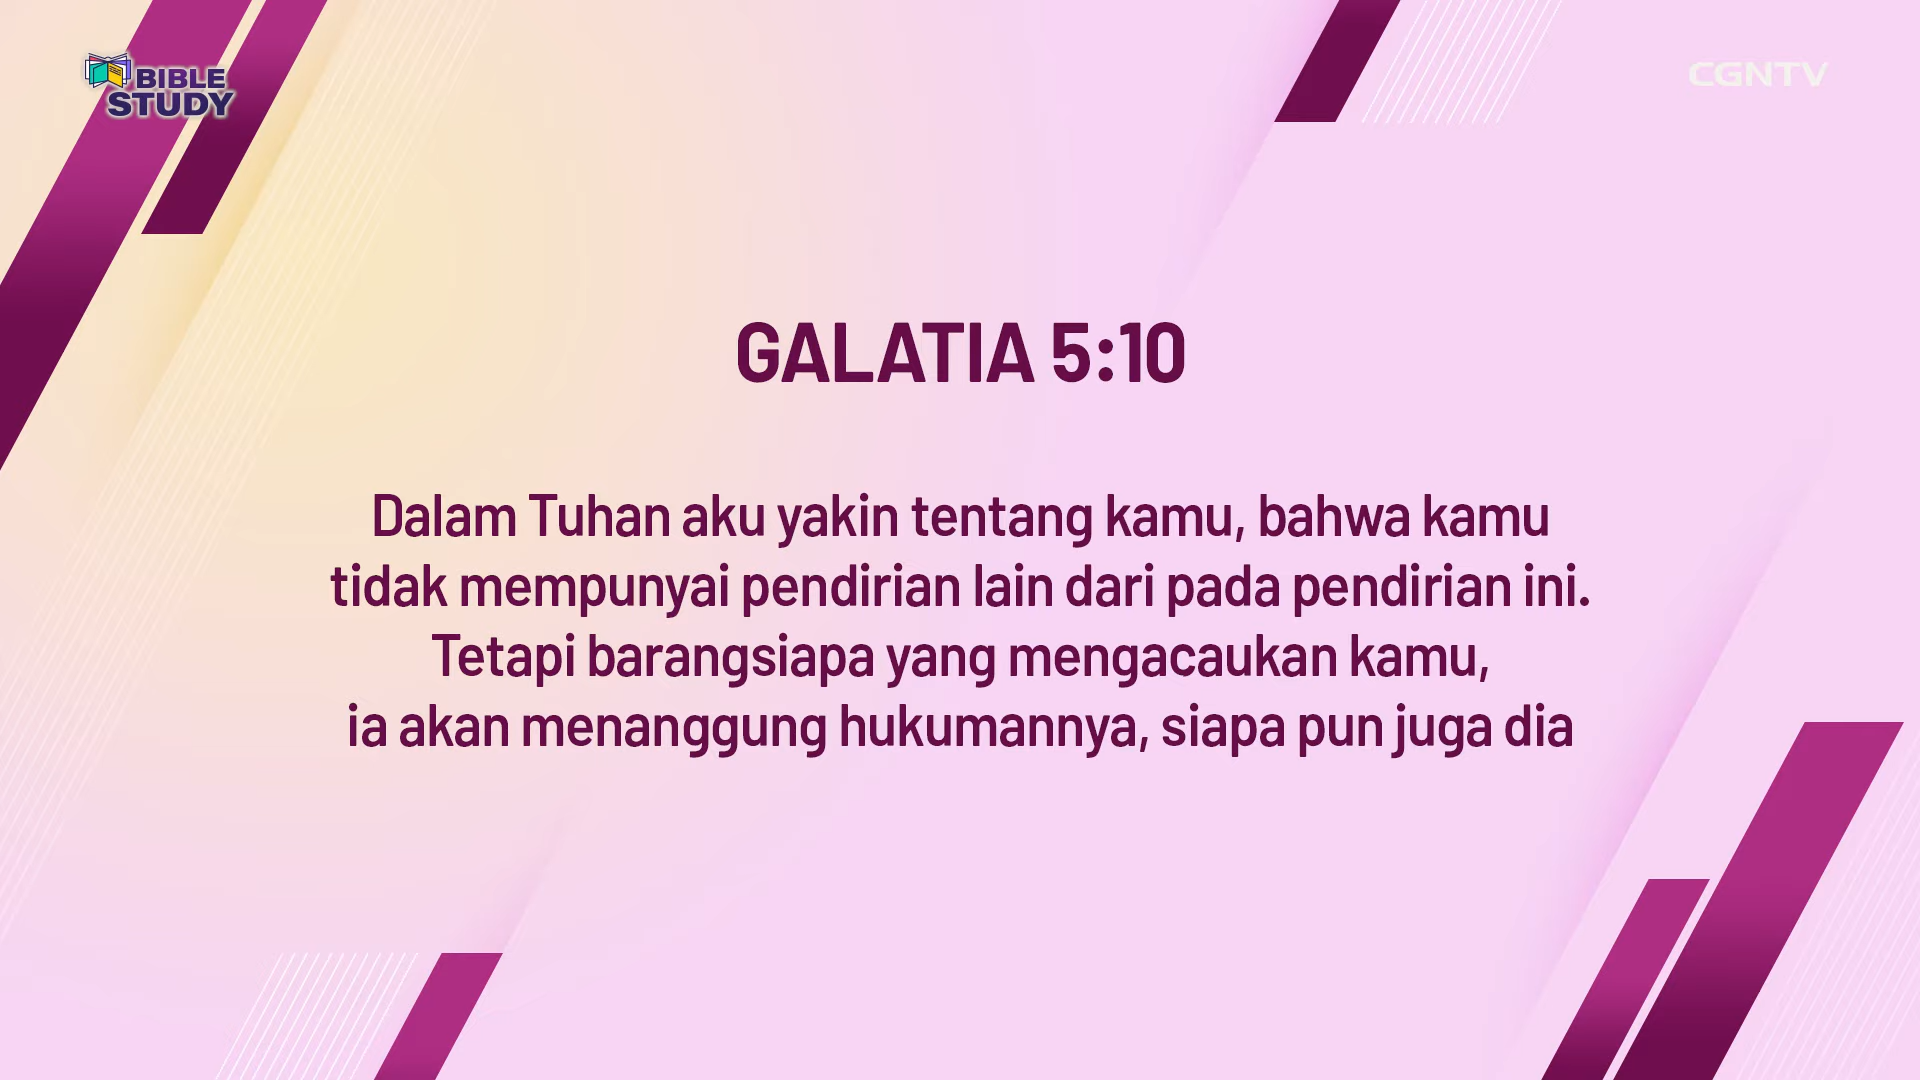 BIBLE
STUDY
CGNTV
GALATIA 5:10
Dalam Tuhan aku yakin tentang kamu, bahwa kamu
tidak mempunyai pendirian lain dari pada pendirian ini.
Tetapi barangsiapa yang mengacaukan kamu,
ia akan menanggung hukumannya, siapa pun juga dia